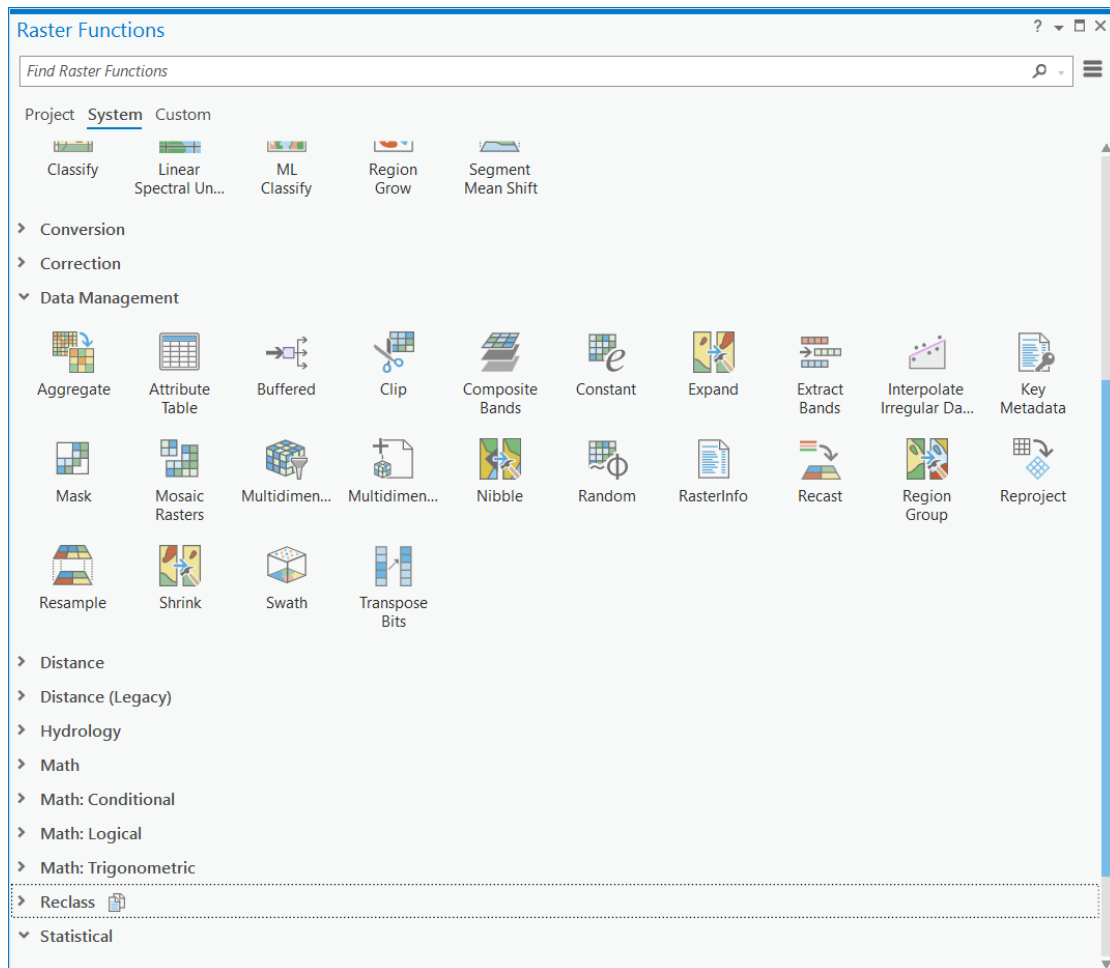 Raster Functions
?
Find Raster Functions
Project System Custom
Classify Linear ML Region Segment
Spectral Un... Classify Grow Mean Shift
Conversion
Correction
Data Management
Aggregate Attribute Buffered Clip Composite Constant Expand Extract Interpolate Key
Table Bands Bands Irregular Da... Metadata
Mask Mosaic Multidimen... Multidimen... Nibble Random RasterInfo Recast Region Reproject
Rasters Group
Resample Shrink Swath Transpose
Bits
Distance
Distance (Legacy)
Hydrology
Math
Math: Conditional
Math: Logical
Math: Trigonometric
Reclass
Statistical